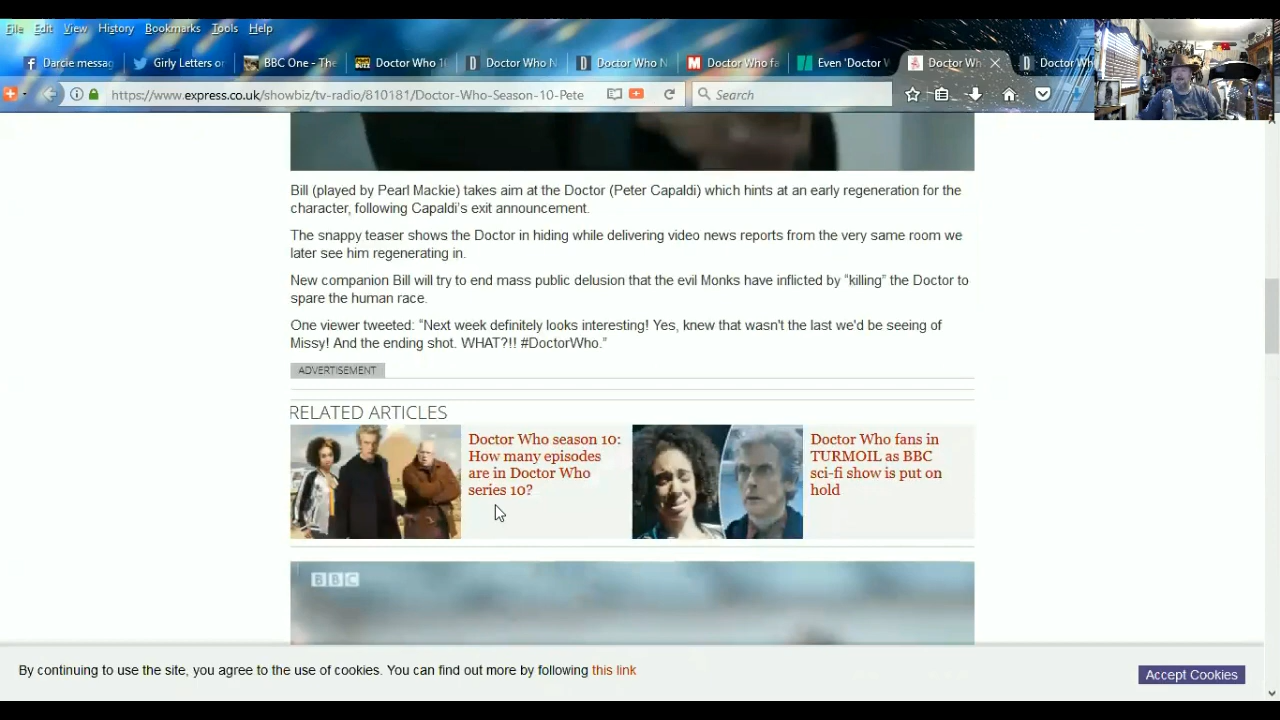 File Edit View History Bookmarks Tools Help
Darcie messag Girly Letters or BBC One - The Doctor Who 1 Doctor Who N Doctor Who N Doctor Who fa Even 'Doctor W Doctor Wh Doctor Wh
https://www.express.co.uk/showbiz/tv-radio/810181/Doctor-Who-Season-10-Pete Search
Bill (played by Pearl Mackie) takes aim at the Doctor (Peter Capaldi) which hints at an early regeneration for the
character, following Capaldi's exit announcement.
The snappy teaser shows the Doctor in hiding while delivering video news reports from the very same room we
later see him regenerating in.
New companion Bill will try to end mass public delusion that the evil Monks have inflicted by “killing” the Doctor to
spare the human race.
One viewer tweeted: “Next week definitely looks interesting! Yes, knew that wasn't the last we'd be seeing of
Missy! And the ending shot. WHAT?!! #DoctorWho.”
ADVERTISEMENT
RELATED ARTICLES
Doctor Who season 10:
How many episodes
are in Doctor Who
series 10?
Doctor Who fans in
TURMOIL as BBC
sci-fi show is put on
hold
BBC
By continuing to use the site, you agree to the use of cookies. You can find out more by following this link
Accept Cookies